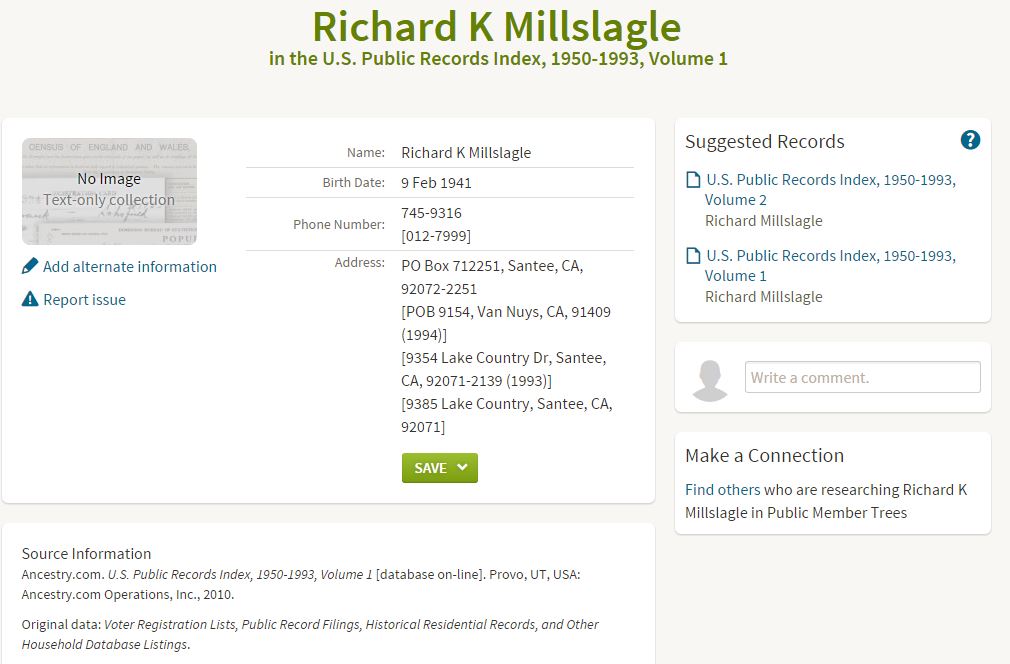 Richard K Millslagle
in the U.S. Public Records Index, 1950-1993, Volume 1
CENSUS OF ENGLAND AND WALES.
No Image
Text-only collection
POPU
Add alternate information
Report issue
Name: Richard K Millslagle
Birth Date: 9 Feb 1941
Phone Number: 745-9316
[012-7999]
Address: PO Box 712251, Santee, CA,
92072-2251
[POB 9154, Van Nuys, CA, 91409
(1994)]
[9354 Lake Country Dr, Santee,
CA, 92071-2139 (1993)]
[9385 Lake Country, Santee, CA,
92071]
SAVE
Suggested Records
?
U.S. Public Records Index, 1950-1993,
Volume 2
Richard Millslagle
U.S. Public Records Index, 1950-1993,
Volume 1
Richard Millslagle
Write a comment.
Make a Connection
Find others who are researching Richard K
Millslagle in Public Member Trees
Source Information
Ancestry.com. U.S. Public Records Index, 1950-1993, Volume 1 [database on-line]. Provo, UT, USA:
Ancestry.com Operations, Inc., 2010.
Original data: Voter Registration Lists, Public Record Filings, Historical Residential Records, and Other
Household Database Listings.